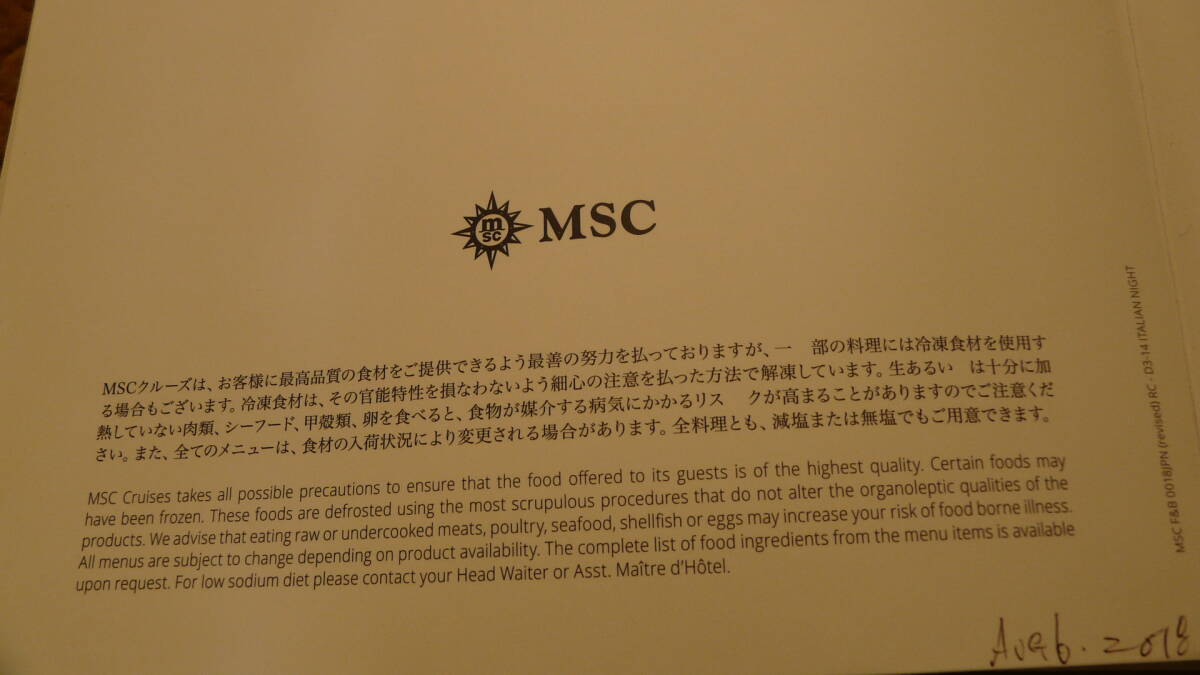 m
sc
MSC
MSCクルーズは、お客様に最高品質の食材をご提供できるよう最善の努力を払っておりますが、一　部の料理には冷凍食材を使用す
る場合もございます。冷凍食材は、その官能特性を損なわないよう細心の注意を払った方法で解凍しています。生あるい　は十分に加
熱していない肉類、シーフード、甲殻類、卵を食べると、食物が媒介する病気にかかるリス　クが高まることがありますのでご注意くだ
さい。また、全てのメニューは、食材の入荷状況により変更される場合があります。全料理とも、減塩または無塩でもご用意できます。
MSC Cruises takes all possible precautions to ensure that the food offered to its guests is of the highest quality. Certain foods may
have been frozen. These foods are defrosted using the most scrupulous procedures that do not alter the organoleptic qualities of the
products. We advise that eating raw or undercooked meats, poultry, seafood, shellfish or eggs may increase your risk of food borne illness.
All menus are subject to change depending on product availability. The complete list of food ingredients from the menu items is available
upon request. For low sodium diet please contact your Head Waiter or Asst. Maître d'Hôtel.
MSC F&B 0018JPN (revised) RC - D3-14 ITALIAN NIGHT
Aug 6. 2018